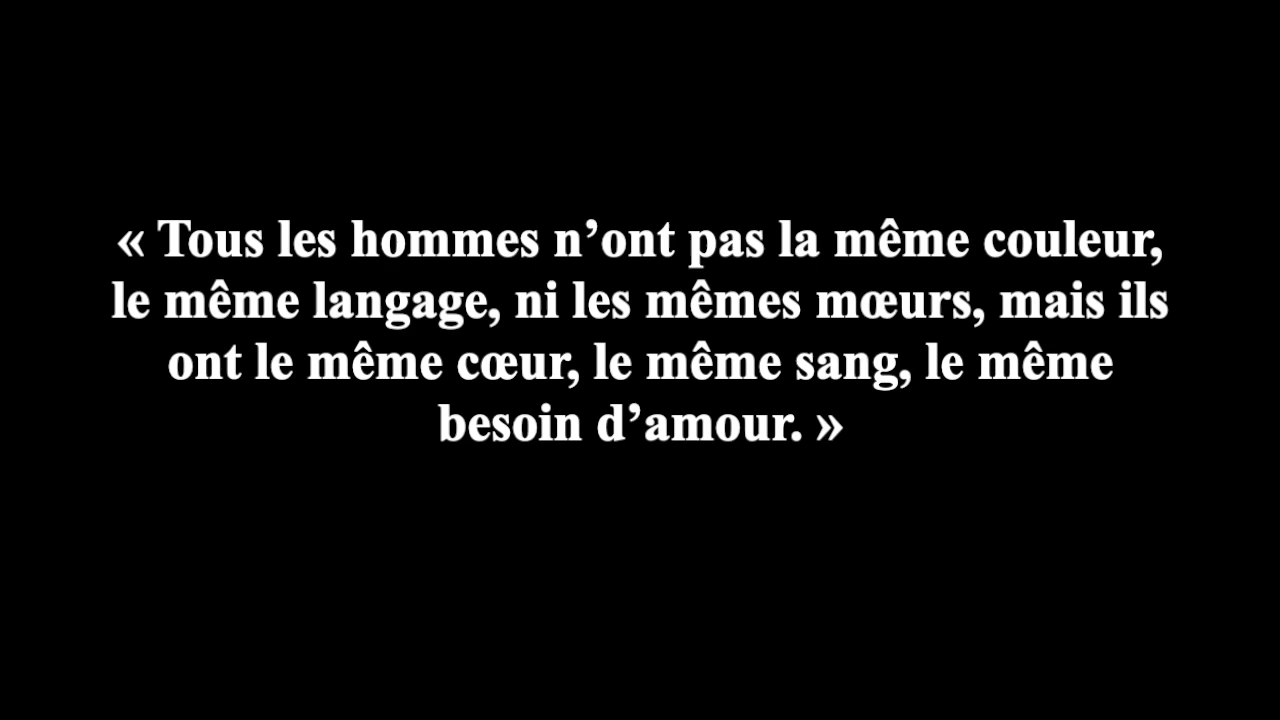 « Tous les hommes n’ont pas la même couleur,
le même langage, ni les mêmes mœurs, mais ils
ont le même cœur, le même sang, le même
besoin d’amour. »